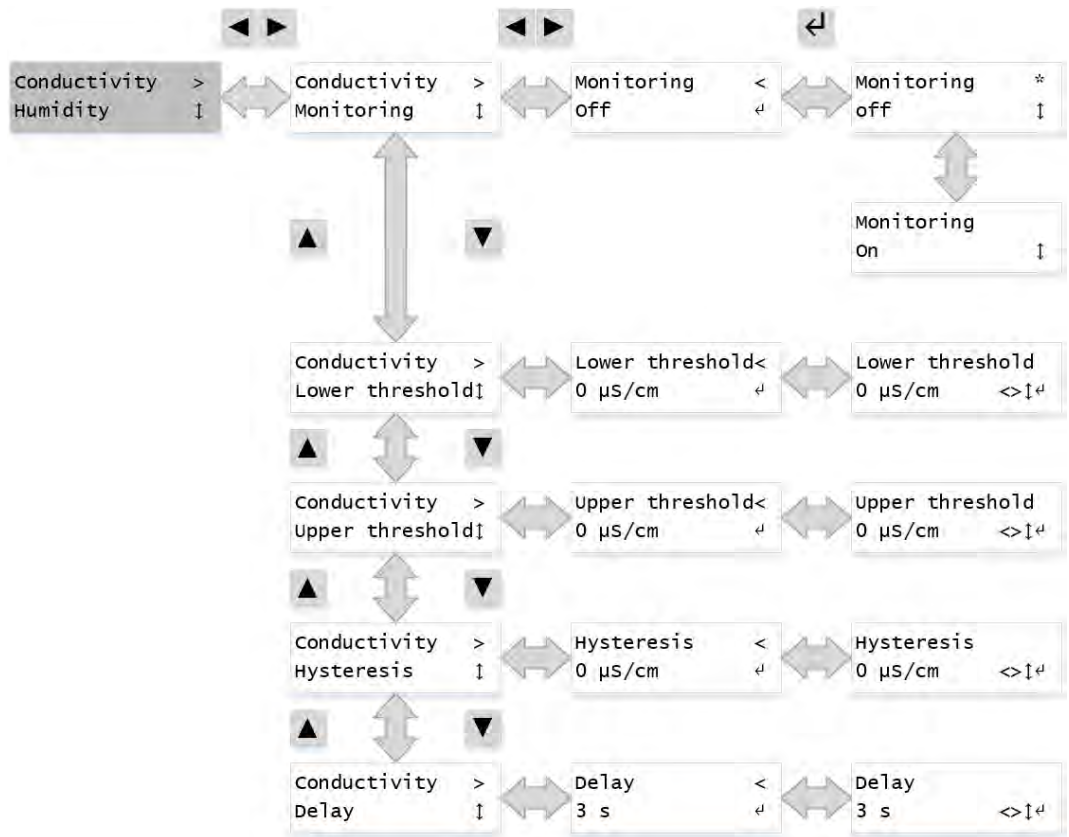 ◄ ► ◄ ► ↵
Conductivity > Conductivity > Monitoring < Monitoring *
Humidity ↕ Monitoring ↕ Off ↵ off ↕
Monitoring
▲ ▼ On ↕
Conductivity > Lower threshold< Lower threshold
Lower threshold↕ 0 µS/cm ↵ 0 µS/cm <>↕↵
▲ ▼
Conductivity > Upper threshold< Upper threshold
Upper threshold↕ 0 µS/cm ↵ 0 µS/cm <>↕↵
▲ ▼
Conductivity > Hysteresis < Hysteresis
Hysteresis ↕ 0 µS/cm ↵ 0 µS/cm <>↕↵
▲ ▼
Conductivity > Delay < Delay
Delay ↕ 3 s ↵ 3 s <>↕↵